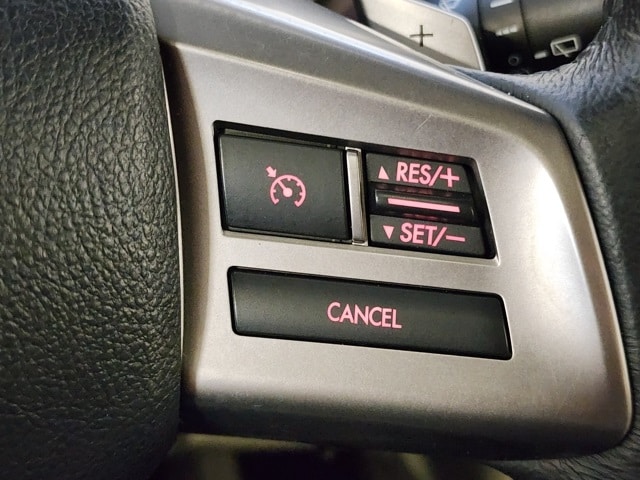 +
▲ RES/+
▼ SET/−
CANCEL